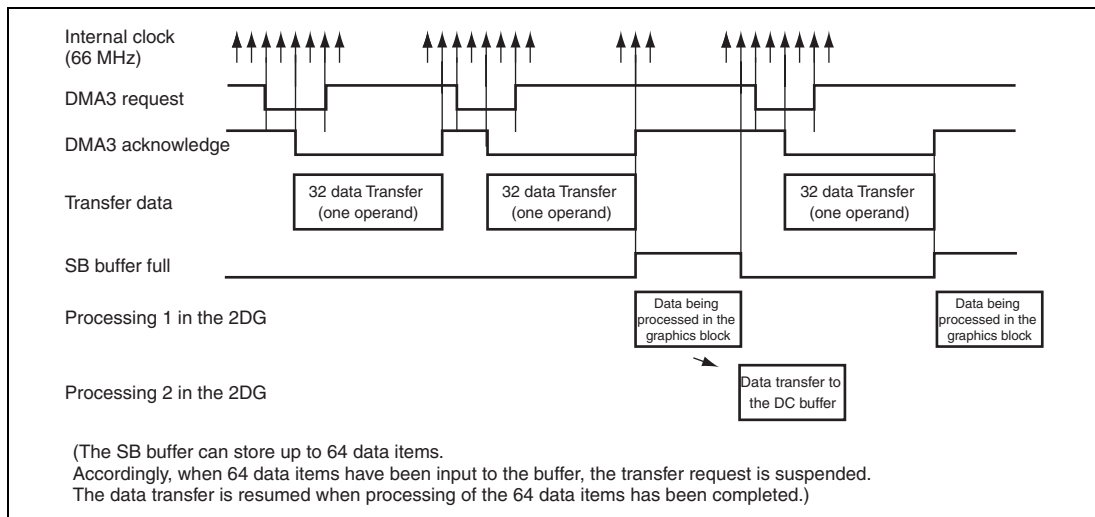 Internal clock
(66 MHz)
DMA3 request
DMA3 acknowledge
Transfer data
32 data Transfer
(one operand)
32 data Transfer
(one operand)
32 data Transfer
(one operand)
SB buffer full
Processing 1 in the 2DG
Data being
processed in the
graphics block
Data being
processed in the
graphics block
Processing 2 in the 2DG
Data transfer to
the DC buffer
(The SB buffer can store up to 64 data items.
Accordingly, when 64 data items have been input to the buffer, the transfer request is suspended.
The data transfer is resumed when processing of the 64 data items has been completed.)